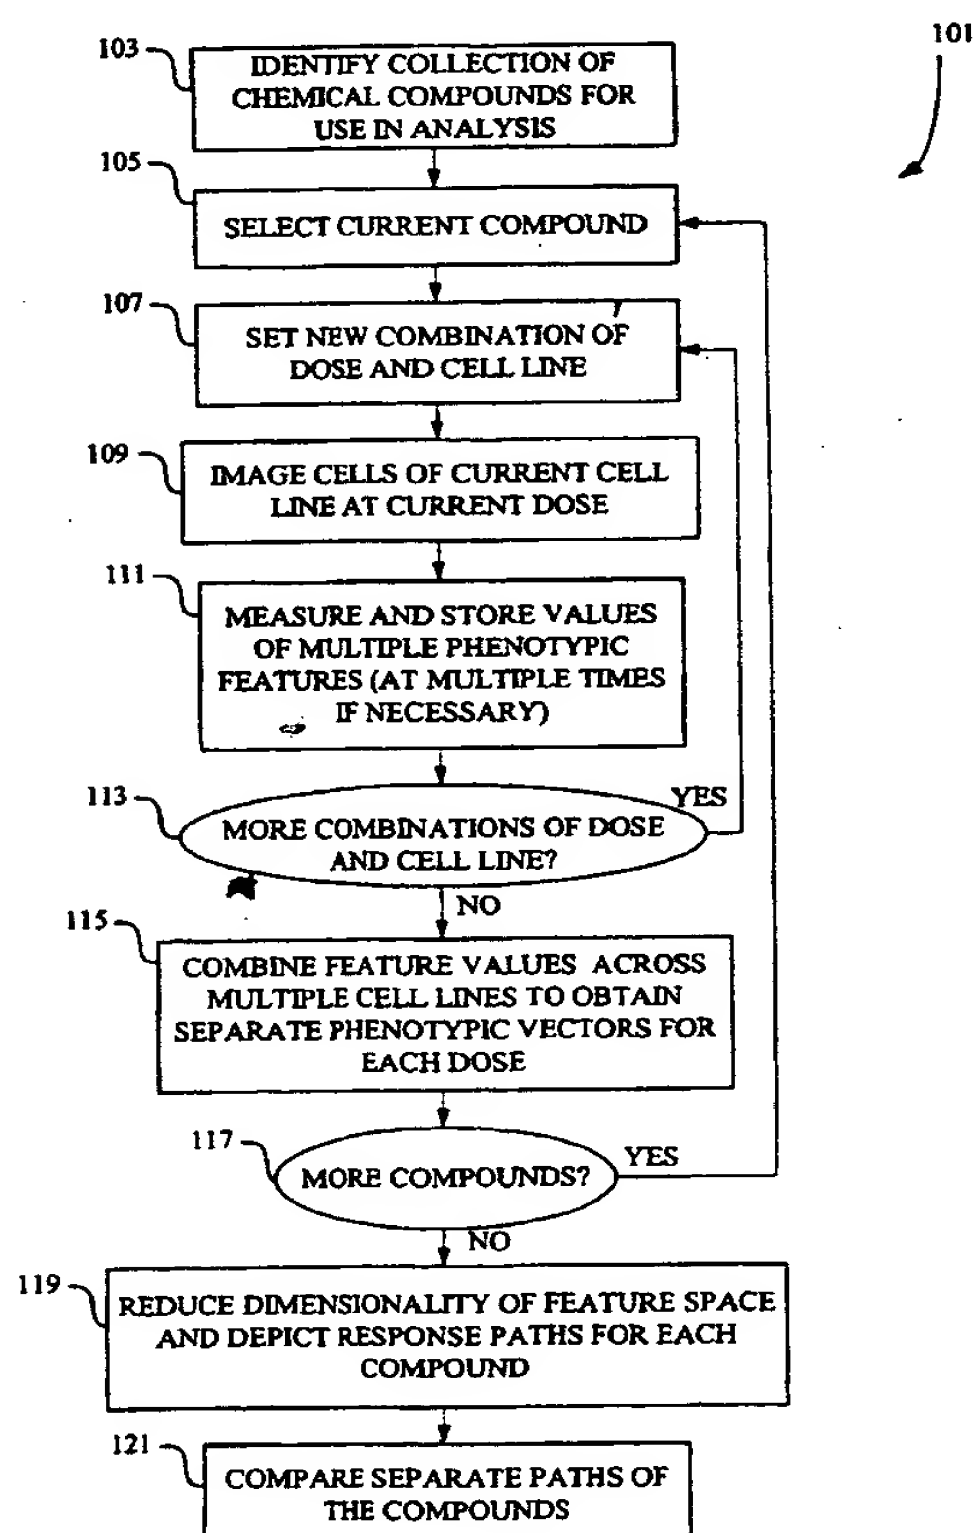 101
103
IDENTIFY COLLECTION OF
CHEMICAL COMPOUNDS FOR
USE IN ANALYSIS
105
SELECT CURRENT COMPOUND
107
SET NEW COMBINATION OF
DOSE AND CELL LINE
109
IMAGE CELLS OF CURRENT CELL
LINE AT CURRENT DOSE
111
MEASURE AND STORE VALUES
OF MULTIPLE PHENOTYPIC
FEATURES (AT MULTIPLE TIMES
IF NECESSARY)
113
YES
MORE COMBINATIONS OF DOSE
AND CELL LINE?
NO
115
COMBINE FEATURE VALUES ACROSS
MULTIPLE CELL LINES TO OBTAIN
SEPARATE PHENOTYPIC VECTORS FOR
EACH DOSE
117
YES
MORE COMPOUNDS?
NO
119
REDUCE DIMENSIONALITY OF FEATURE SPACE
AND DEPICT RESPONSE PATHS FOR EACH
COMPOUND
121
COMPARE SEPARATE PATHS OF
THE COMPOUNDS